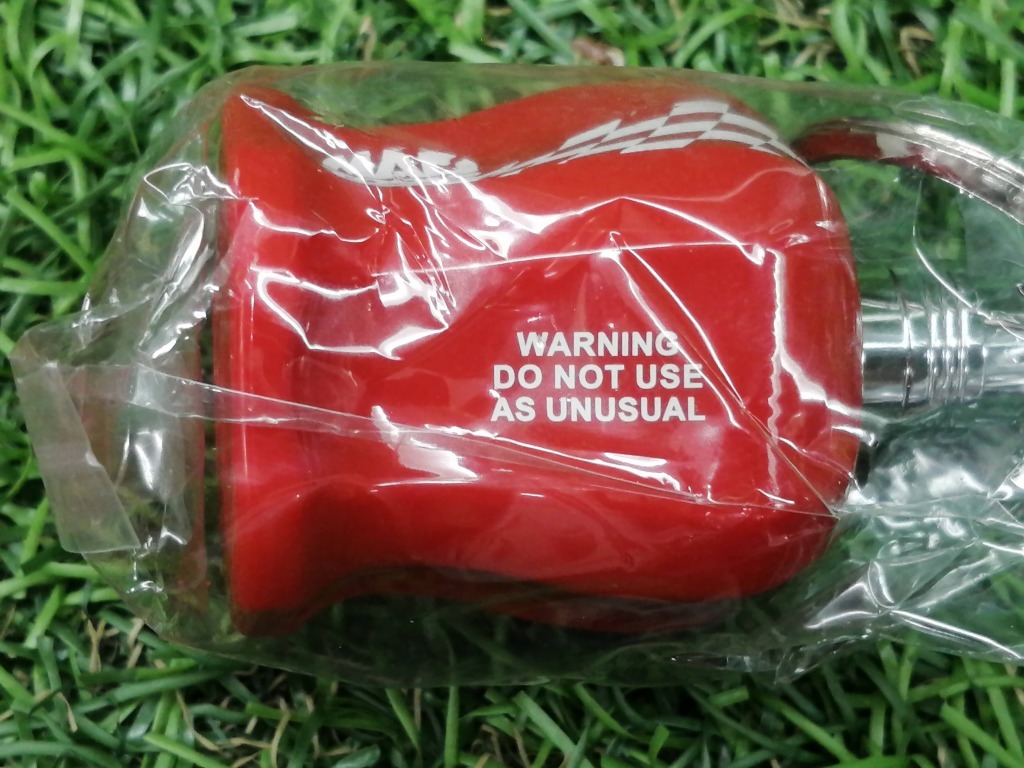 WARNING
DO NOT USE
AS UNUSUAL